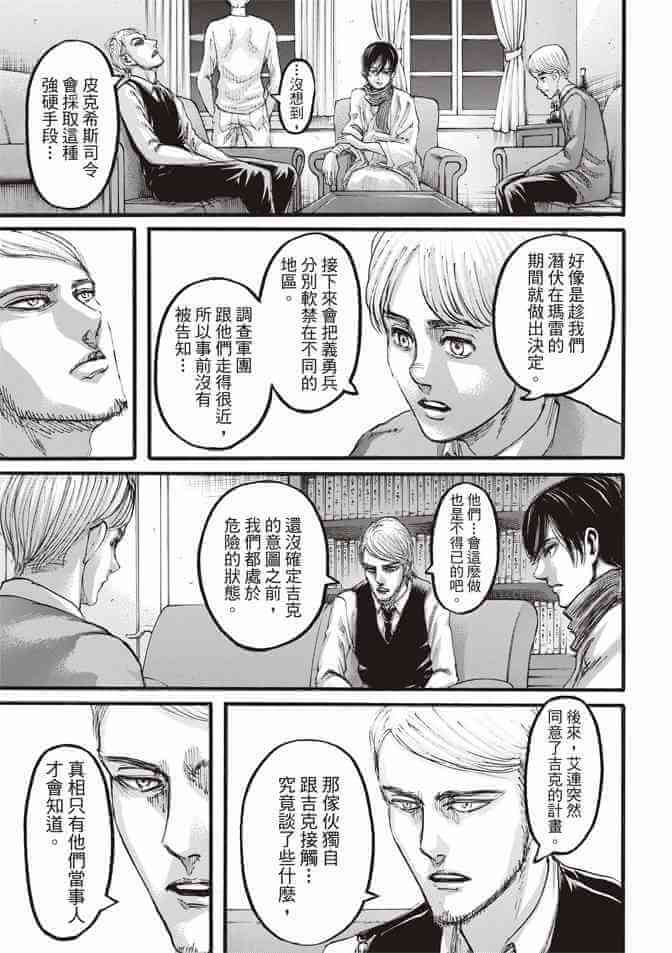 …沒想到，
皮克希斯司令
會採取這種
強硬手段…
好像是趁我們
潛伏在瑪雷的
期間就做出決定。
接下來會把義勇兵
分別軟禁在不同的
地區。
調查軍團
跟他們走得很近，
所以事前沒有
被告知…
他們…會這麼做
也是不得已的吧。
還沒確定吉克
的意圖之前，
我們都處於
危險的狀態。
後來，艾連突然
同意了吉克的計畫。
那傢伙獨自
跟吉克接觸…
究竟談了些什麼，
真相只有他們當事人
才會知道。